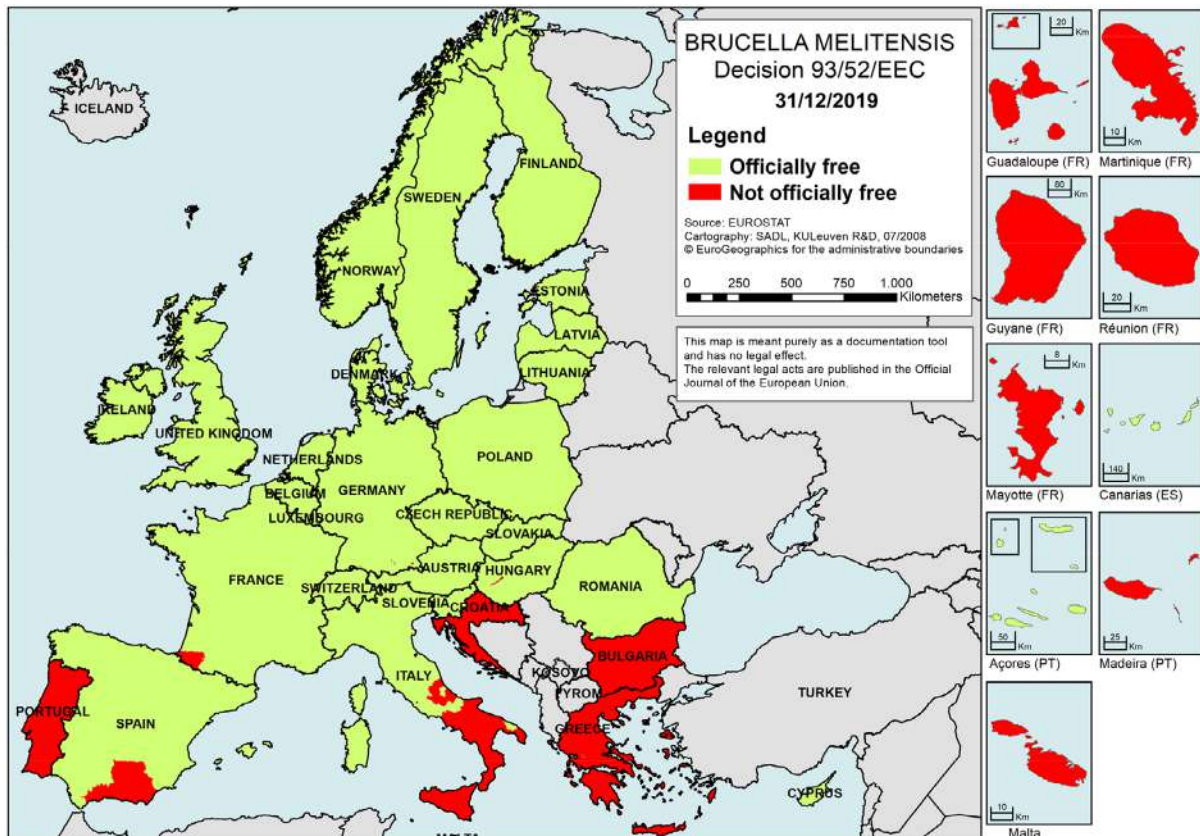 BRUCELLA MELITENSIS
Decision 93/52/EEC
31/12/2019
Legend
Officially free
Not officially free
Source: EUROSTAT
Cartography: SADL, KULeuven R&D, 07/2008
© EuroGeographics for the administrative boundaries
0 250 500 750 1.000
Kilometers
This map is meant purely as a documentation tool
and has no legal effect.
The relevant legal acts are published in the Official
Journal of the European Union.
ICELAND
FINLAND
SWEDEN
NORWAY
ESTONIA
LATVIA
DENMARK
LITHUANIA
IRELAND
UNITED KINGDOM
NETHERLANDS
POLAND
BELGIUM
GERMANY
LUXEMBOURG
CZECH REPUBLIC
SLOVAKIA
AUSTRIA
HUNGARY
FRANCE
SWITZERLAND
ROMANIA
SLOVENIA
CROATIA
BULGARIA
ITALY
KOSOVO
FYROM
TURKEY
PORTUGAL
SPAIN
GREECE
CYPRUS
MALTA
20
Km
Guadaloupe (FR)
10
Km
Martinique (FR)
80
Km
Guyane (FR)
20
Km
Réunion (FR)
8
Km
Mayotte (FR)
140
Km
Canarias (ES)
50
Km
Açores (PT)
25
Km
Madeira (PT)
10
Km
Malta